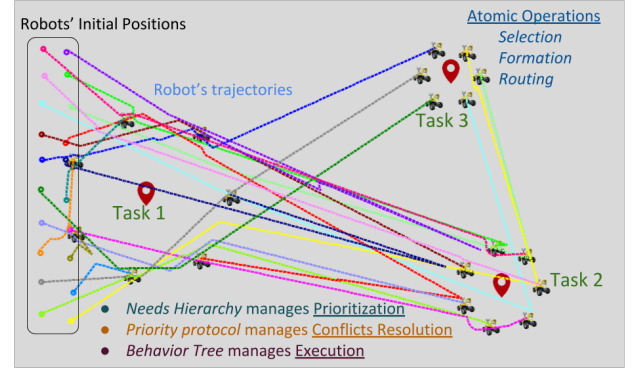 Robots' Initial Positions
Atomic Operations
Selection
Formation
Routing
Robot's trajectories
Task 3
Task 1
Task 2
Needs Hierarchy manages Prioritization
Priority protocol manages Conflicts Resolution
Behavior Tree manages Execution